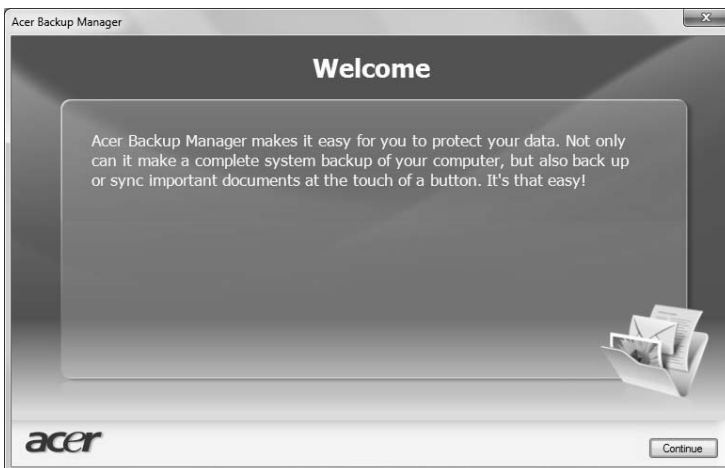 Acer Backup Manager
x
Welcome
Acer Backup Manager makes it easy for you to protect your data. Not only
can it make a complete system backup of your computer, but also back up
or sync important documents at the touch of a button. It's that easy!
acer
Continue